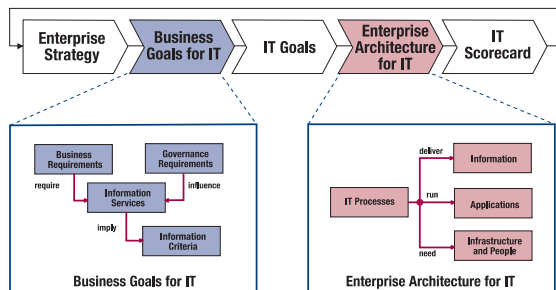 Enterprise
Strategy
Business
Goals for IT
IT Goals
Enterprise
Architecture
for IT
IT
Scorecard
Business
Requirements
Governance
Requirements
require
influence
Information
Services
imply
Information
Criteria
Business Goals for IT
deliver
Information
IT Processes
run
Applications
need
Infrastructure
and People
Enterprise Architecture for IT